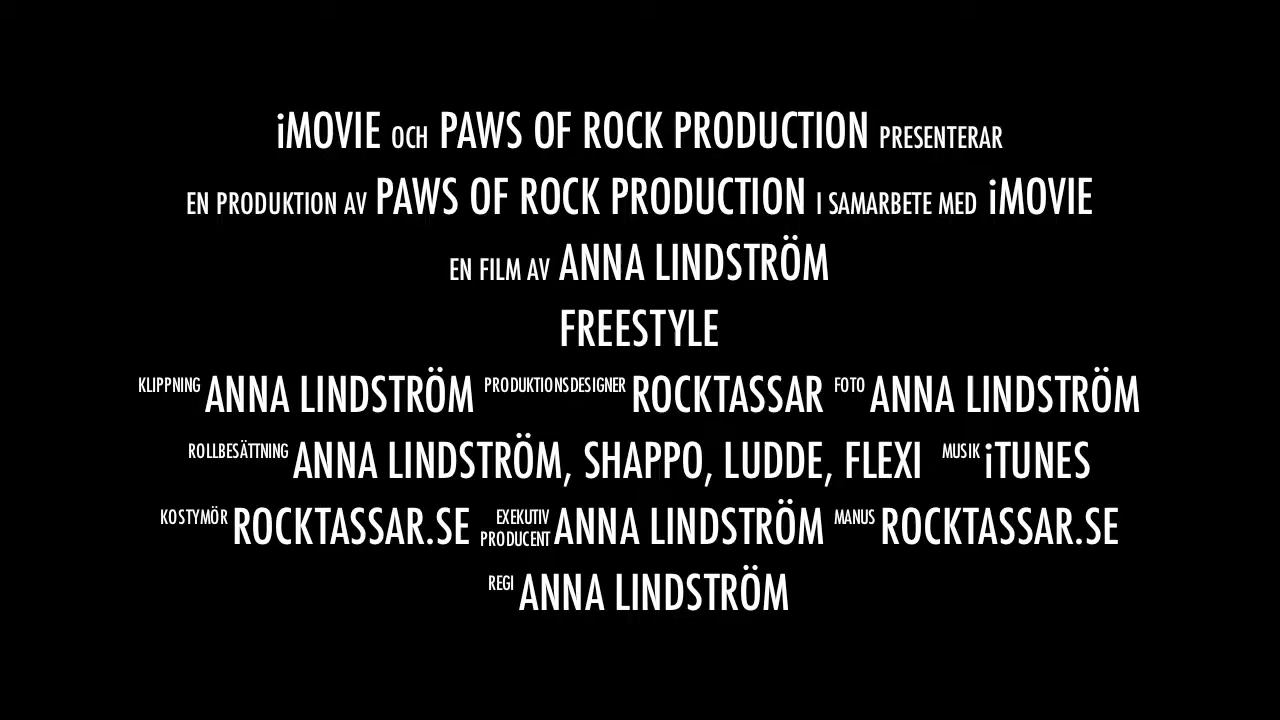 iMOVIE OCH PAWS OF ROCK PRODUCTION PRESENTERAR
EN PRODUKTION AV PAWS OF ROCK PRODUCTION I SAMARBETE MED iMOVIE
EN FILM AV ANNA LINDSTRÖM
FREESTYLE
KLIPPNING ANNA LINDSTRÖM PRODUKTIONSDESIGNER ROCKTASSAR FOTO ANNA LINDSTRÖM
ROLLBESÄTTNING ANNA LINDSTRÖM, SHAPPO, LUDDE, FLEXI MUSIK iTUNES
KOSTYMÖR ROCKTASSAR.SE EXEKUTIV PRODUCENT ANNA LINDSTRÖM MANUS ROCKTASSAR.SE
REGI ANNA LINDSTRÖM